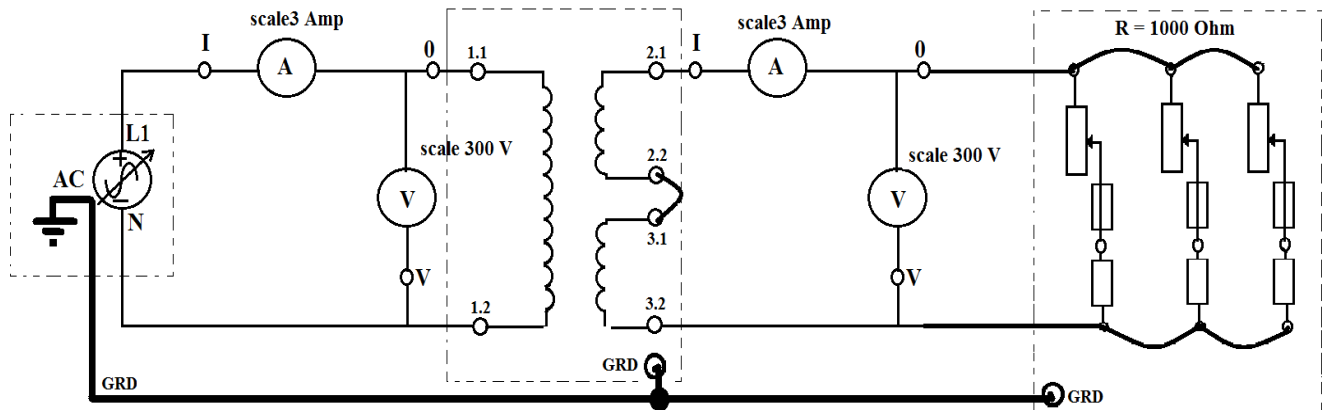 scale3 Amp
scale3 Amp
R = 1000 Ohm
I
A
0
1.1
2.1
I
A
0
L1
AC
+
−
N
scale 300 V
V
V
2.2
3.1
scale 300 V
V
V
1.2
3.2
GRD
GRD
GRD